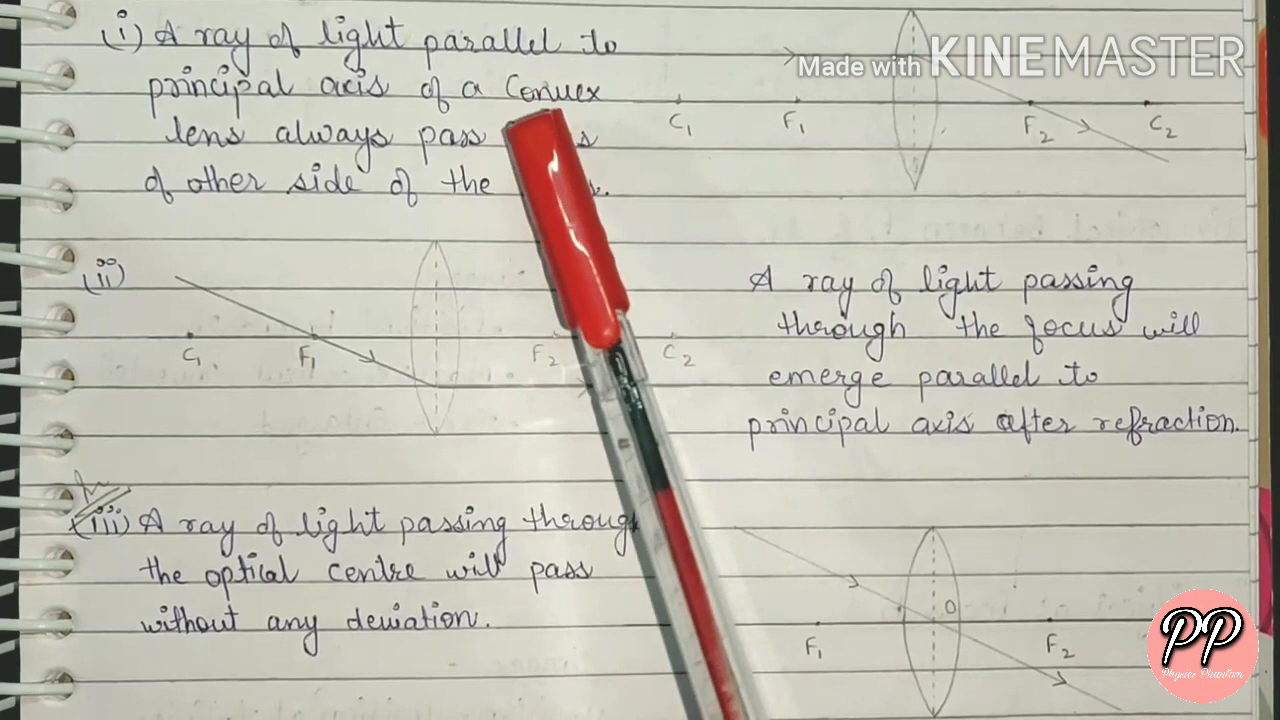 (i) A ray of light parallel to
principal axis of a Convex
lens always pass
of other side of the
Made with KINEMASTER
C1 F1 F2 C2
(ii)
C1 F1 F2 C2
A ray of light passing
through the focus will
emerge parallel to
principal axis after refraction.
(iii) A ray of light passing through
the optical centre will pass
without any deviation.
O
F1 F2
PP
Physics Phantom